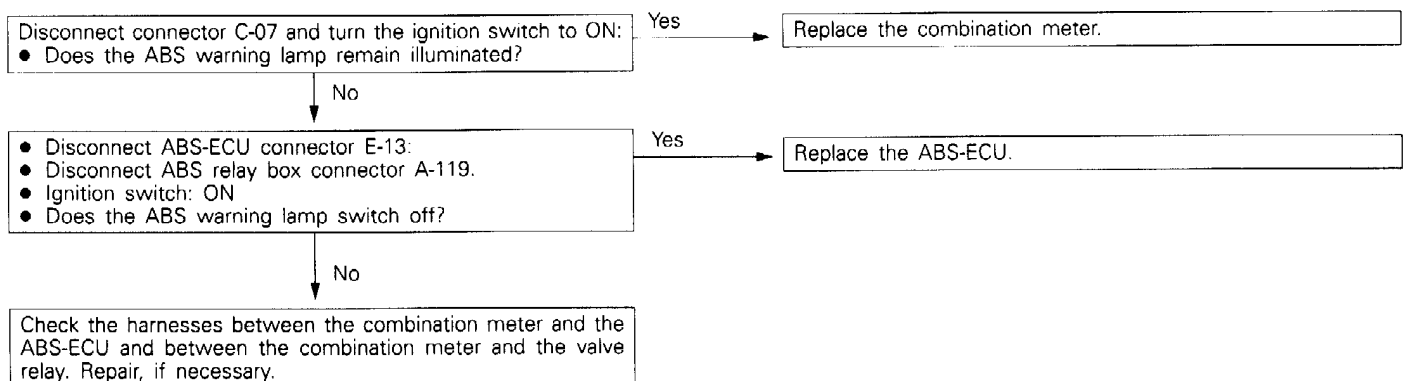 Disconnect connector C-07 and turn the ignition switch to ON:
● Does the ABS warning lamp remain illuminated?
Yes
Replace the combination meter.
No
● Disconnect ABS-ECU connector E-13:
● Disconnect ABS relay box connector A-119.
● Ignition switch: ON
● Does the ABS warning lamp switch off?
Yes
Replace the ABS-ECU.
No
Check the harnesses between the combination meter and the
ABS-ECU and between the combination meter and the valve
relay. Repair, if necessary.